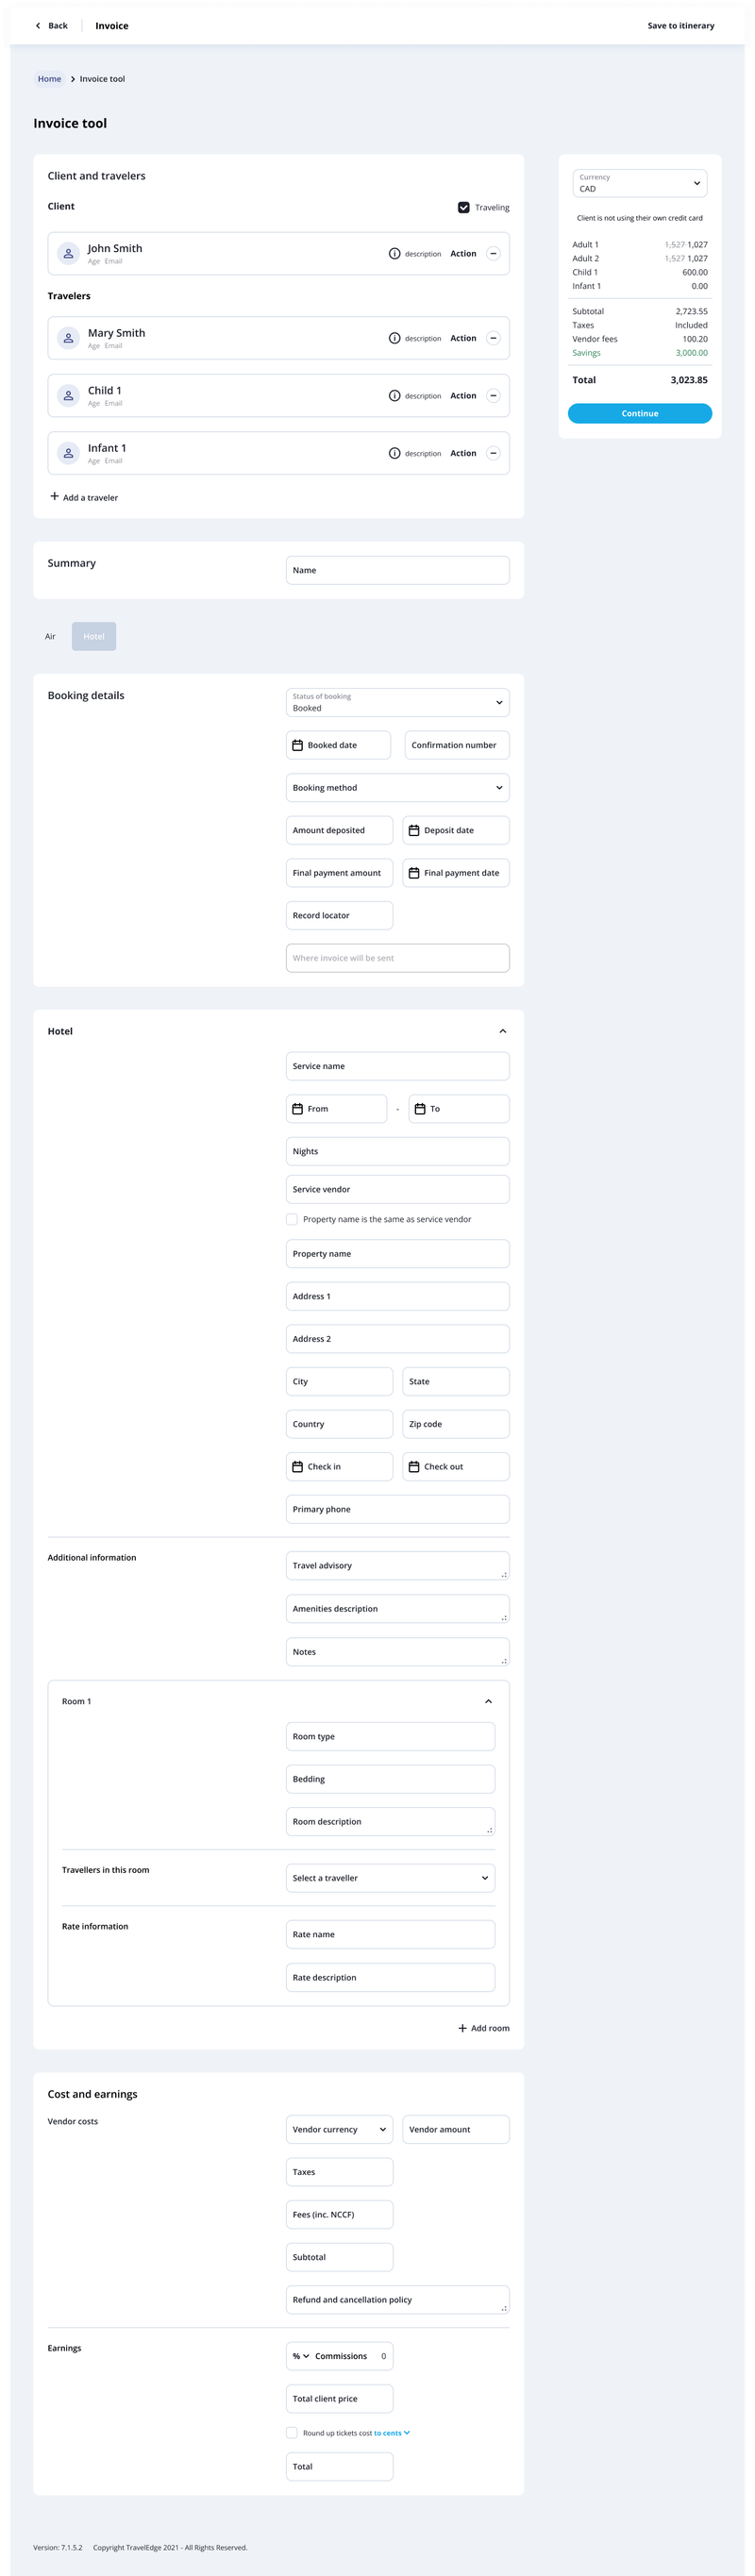 Back
Invoice
Save to itinerary
Home
Invoice tool
Invoice tool
Client and travelers
Client
Traveling
John Smith
Age Email
description Action
Travelers
Mary Smith
Age Email
description Action
Child 1
Age Email
description Action
Infant 1
Age Email
description Action
+ Add a traveler
Currency
CAD
Client is not using their own credit card
Adult 1 1,527 1,027
Adult 2 1,527 1,027
Child 1 600.00
Infant 1 0.00
Subtotal 2,723.55
Taxes Included
Vendor fees 100.20
Savings 3,000.00
Total 3,023.85
Continue
Summary
Name
Air
Hotel
Booking details
Status of booking
Booked
Booked date
Confirmation number
Booking method
Amount deposited
Deposit date
Final payment amount
Final payment date
Record locator
Where invoice will be sent
Hotel
Service name
From - To
Nights
Service vendor
Property name is the same as service vendor
Property name
Address 1
Address 2
City
State
Country
Zip code
Check in
Check out
Primary phone
Additional information
Travel advisory
Amenities description
Notes
Room 1
Room type
Bedding
Room description
Travellers in this room
Select a traveller
Rate information
Rate name
Rate description
+ Add room
Cost and earnings
Vendor costs
Vendor currency
Vendor amount
Taxes
Fees (inc. NCCF)
Subtotal
Refund and cancellation policy
Earnings
% Commissions 0
Total client price
Round up tickets cost to cents
Total
Version: 7.1.5.2 Copyright TravelEdge 2021 - All Rights Reserved.